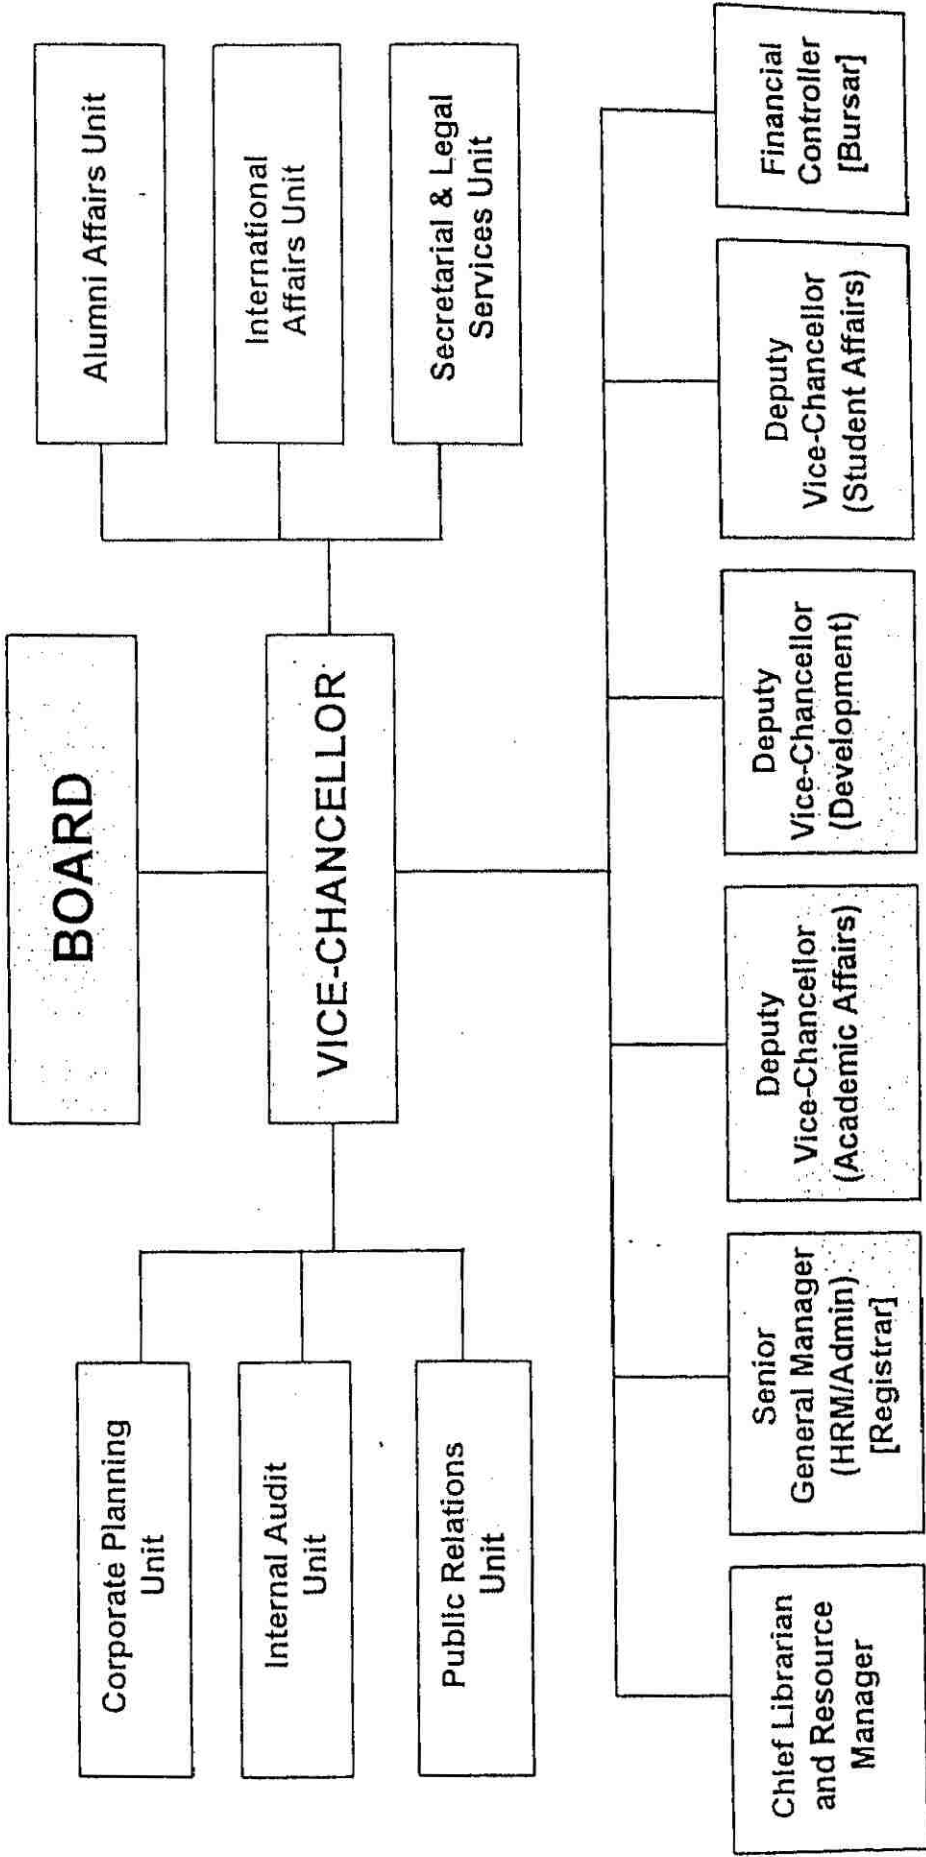 BOARD
VICE-CHANCELLOR
Corporate Planning
Unit
Internal Audit
Unit
Public Relations
Unit
Alumni Affairs Unit
International
Affairs Unit
Secretarial & Legal
Services Unit
Chief Librarian
and Resource
Manager
Senior
General Manager
(HRM/Admin)
[Registrar]
Deputy
Vice-Chancellor
(Academic Affairs)
Deputy
Vice-Chancellor
(Development)
Deputy
Vice-Chancellor
(Student Affairs)
Financial
Controller
[Bursar]